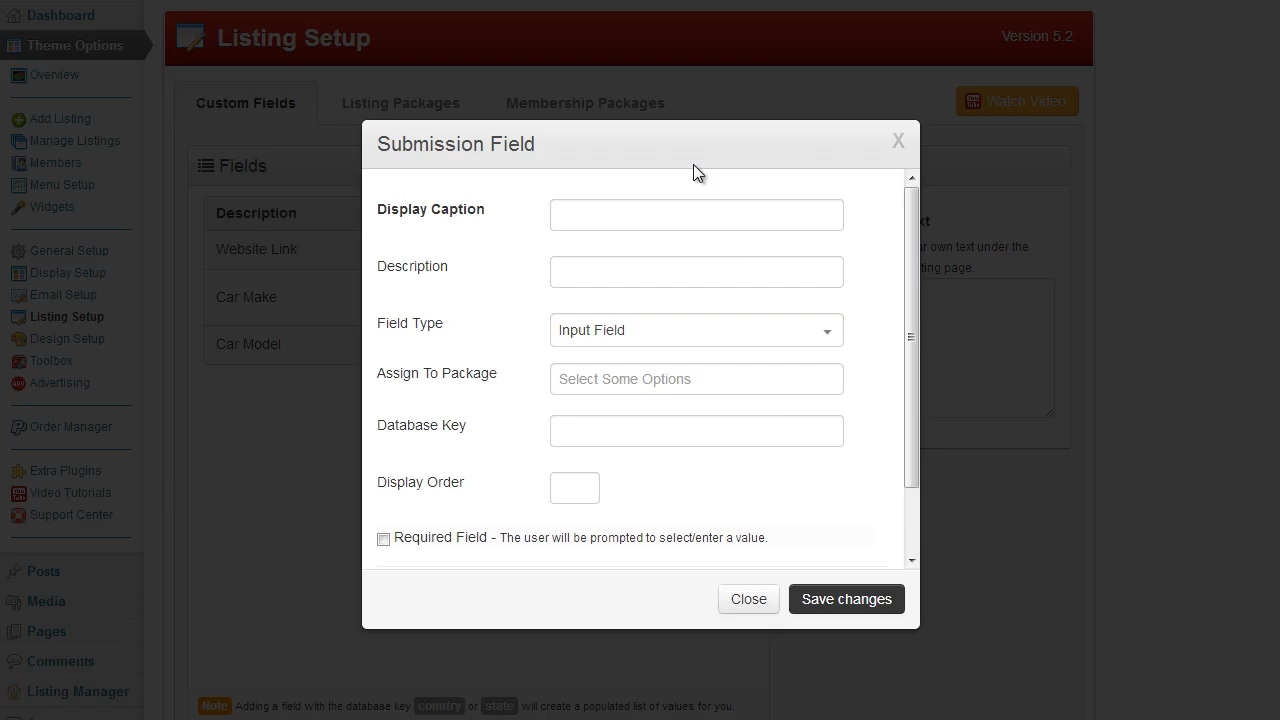 Dashboard
Theme Options
Overview
Add Listing
Manage Listings
Members
Menu Setup
Widgets
General Setup
Display Setup
Email Setup
Listing Setup
Design Setup
Toolbox
Advertising
Order Manager
Extra Plugins
Video Tutorials
Support Center
Posts
Media
Pages
Comments
Listing Manager
Listing Setup
Version 5.2
Custom Fields
Listing Packages
Membership Packages
Watch Video
Fields
Description
Website Link
Car Make
Car Model
Submission Field
X
Display Caption
Description
Field Type
Input Field
Assign To Package
Select Some Options
Database Key
Display Order
Required Field - The user will be prompted to select/enter a value.
Close
Save changes
own text under the
page.
Note Adding a field with the database key country or state will create a populated list of values for you.